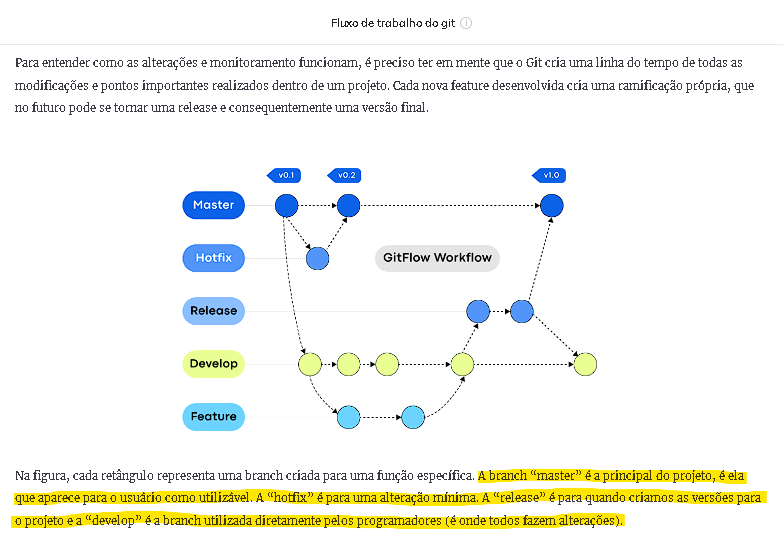 Fluxo de trabalho do git
Para entender como as alterações e monitoramento funcionam, é preciso ter em mente que o Git cria uma linha do tempo de todas as
modificações e pontos importantes realizados dentro de um projeto. Cada nova feature desenvolvida cria uma ramificação própria, que
no futuro pode se tornar uma release e consequentemente uma versão final.
v0.1 v0.2 v1.0
Master
Hotfix GitFlow Workflow
Release
Develop
Feature
Na figura, cada retângulo representa uma branch criada para uma função específica. A branch “master” é a principal do projeto, é ela
que aparece para o usuário como utilizável. A “hotfix” é para uma alteração mínima. A “release” é para quando criamos as versões para
o projeto e a “develop” é a branch utilizada diretamente pelos programadores (é onde todos fazem alterações).